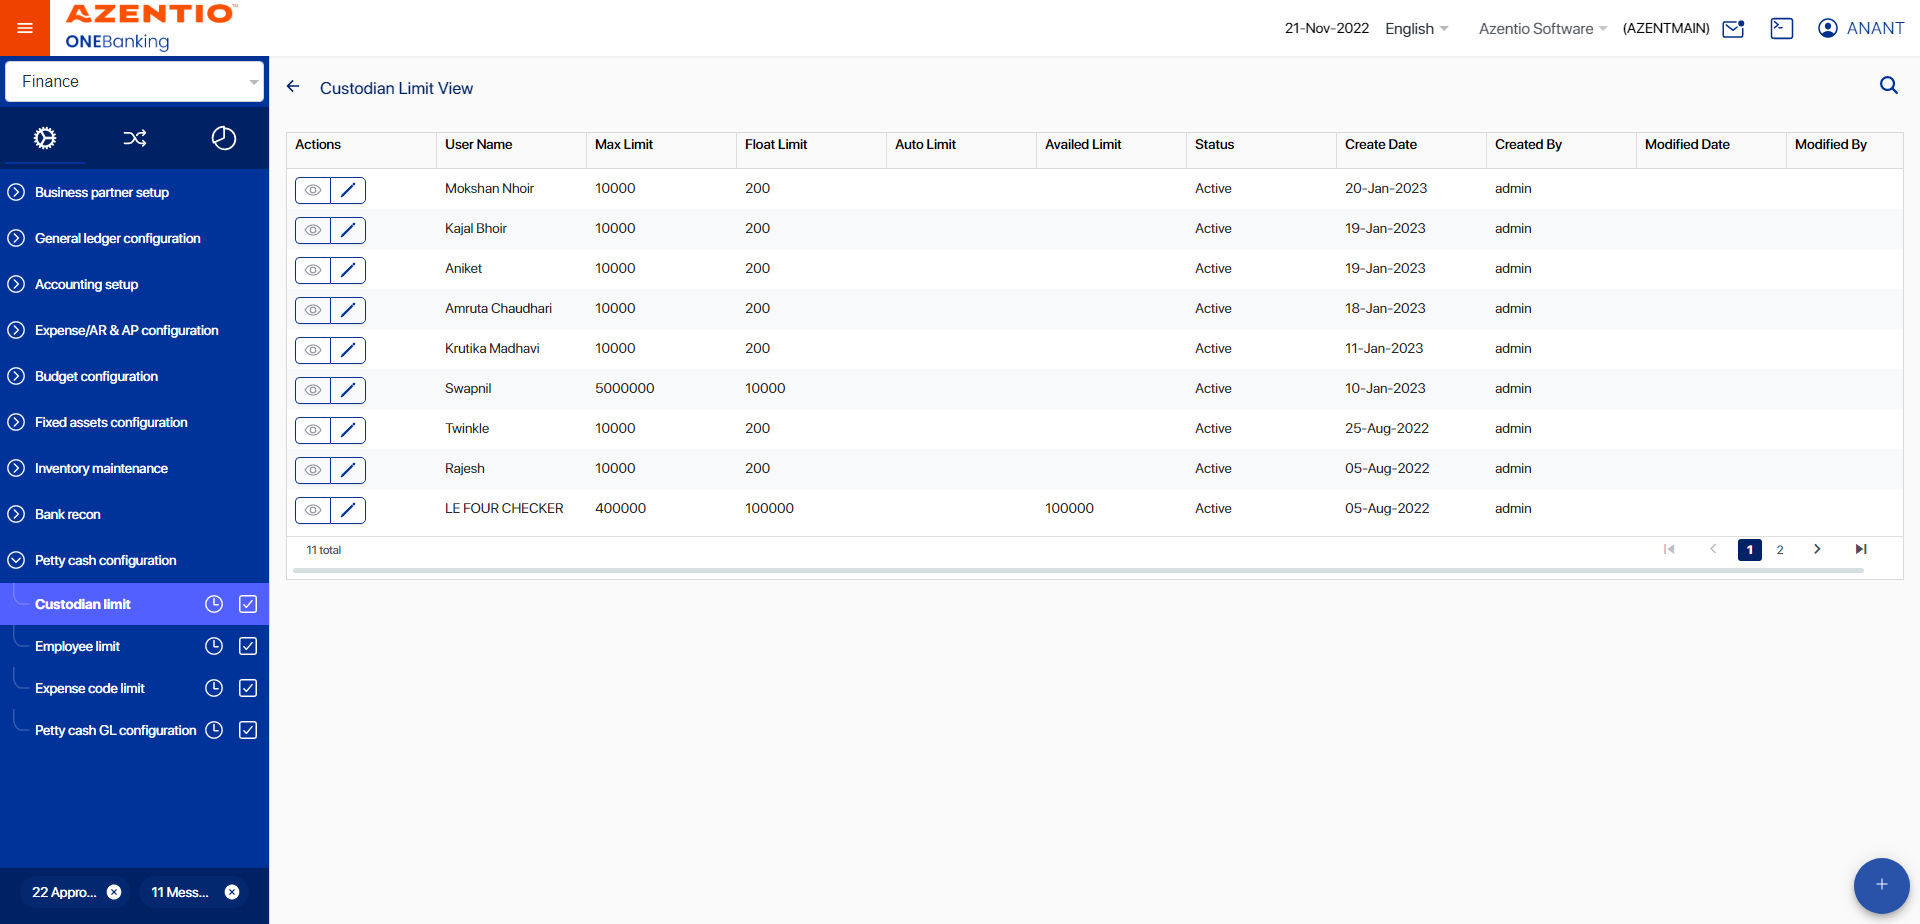 AZENTIO™
ONEBanking
21-Nov-2022 English Azentio Software (AZENTMAIN) ANANT
Finance
Custodian Limit View
Business partner setup
General ledger configuration
Accounting setup
Expense/AR & AP configuration
Budget configuration
Fixed assets configuration
Inventory maintenance
Bank recon
Petty cash configuration
Custodian limit
Employee limit
Expense code limit
Petty cash GL configuration
22 Appro...
11 Mess...
Actions User Name Max Limit Float Limit Auto Limit Availed Limit Status Create Date Created By Modified Date Modified By
Mokshan Nhoir 10000 200 Active 20-Jan-2023 admin
Kajal Bhoir 10000 200 Active 19-Jan-2023 admin
Aniket 10000 200 Active 19-Jan-2023 admin
Amruta Chaudhari 10000 200 Active 18-Jan-2023 admin
Krutika Madhavi 10000 200 Active 11-Jan-2023 admin
Swapnil 5000000 10000 Active 10-Jan-2023 admin
Twinkle 10000 200 Active 25-Aug-2022 admin
Rajesh 10000 200 Active 05-Aug-2022 admin
LE FOUR CHECKER 400000 100000 100000 Active 05-Aug-2022 admin
11 total 1 2